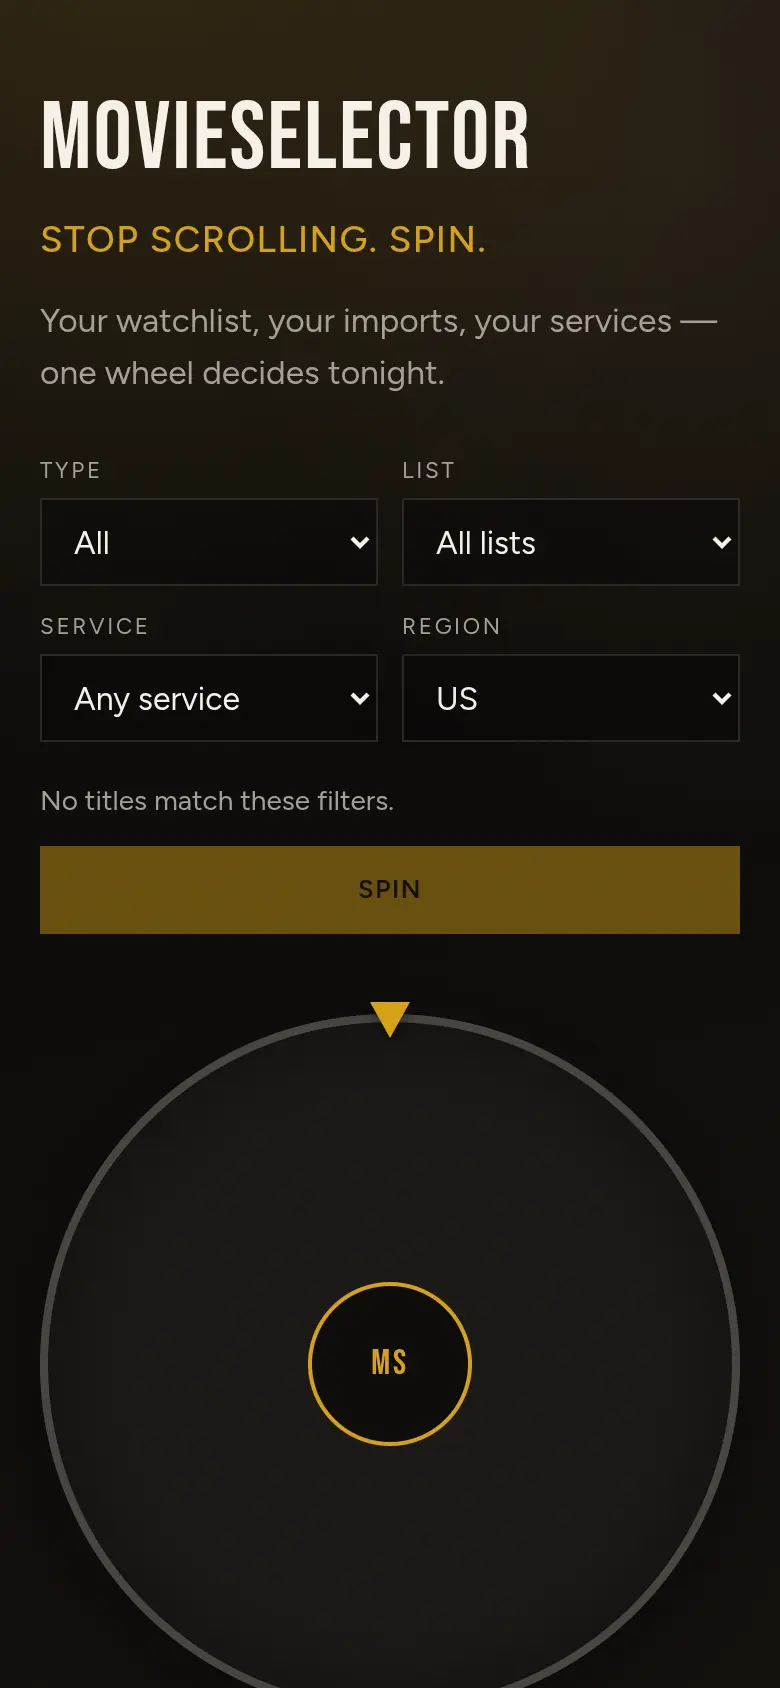 MOVIESELECTOR
STOP SCROLLING. SPIN.
Your watchlist, your imports, your services —
one wheel decides tonight.
TYPE
LIST
All
All lists
SERVICE
REGION
Any service
US
No titles match these filters.
SPIN
MS